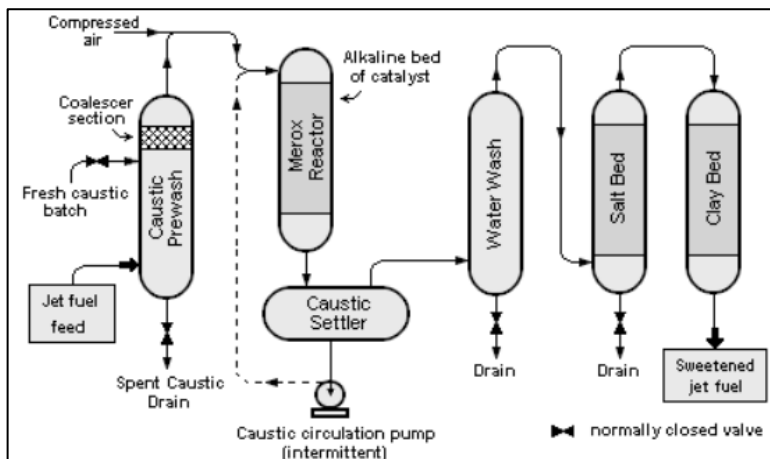 Compressed
air
Alkaline bed
of catalyst
Coalescer
section
Fresh caustic
batch
Caustic
Prewash
Merox
Reactor
Water Wash
Salt Bed
Clay Bed
Jet fuel
feed
Caustic
Settler
Spent Caustic
Drain
Drain
Drain
Sweetened
jet fuel
Caustic circulation pump
(intermittent)
normally closed valve